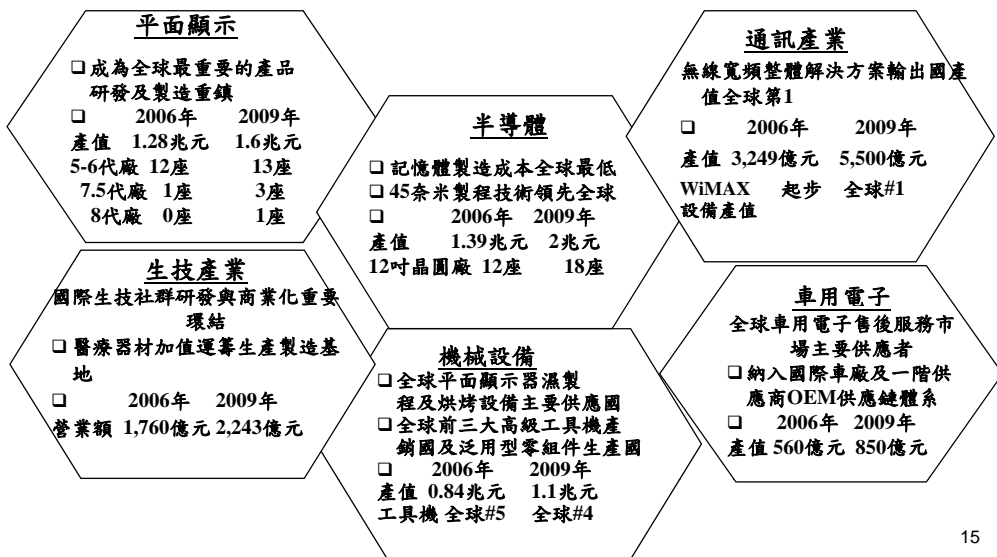 平面顯示
□成為全球最重要的產品
研發及製造重鎮
□ 2006年 2009年
產值 1.28兆元 1.6兆元
5-6代廠 12座 13座
7.5代廠 1座 3座
8代廠 0座 1座
半導體
□記憶體製造成本全球最低
□45奈米製程技術領先全球
□ 2006年 2009年
產值 1.39兆元 2兆元
12吋晶圓廠 12座 18座
通訊產業
無線寬頻整體解決方案輸出國產
值全球第1
□ 2006年 2009年
產值 3,249億元 5,500億元
WiMAX 起步 全球#1
設備產值
生技產業
國際生技社群研發與商業化重要
環結
□醫療器材加值運籌生產製造基
地
□ 2006年 2009年
營業額 1,760億元 2,243億元
機械設備
□全球平面顯示器濕製
程及烘烤設備主要供應國
□全球前三大高級工具機產
銷國及泛用型零組件生產國
□ 2006年 2009年
產值 0.84兆元 1.1兆元
工具機 全球#5 全球#4
車用電子
全球車用電子售後服務市
場主要供應者
□納入國際車廠及一階供
應商OEM供應鏈體系
□ 2006年 2009年
產值 560億元 850億元
15